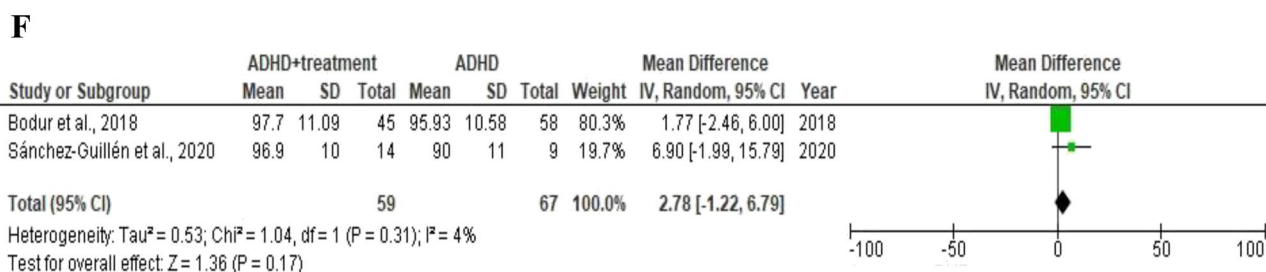 F
ADHD+treatment ADHD Mean Difference Mean Difference
Study or Subgroup Mean SD Total Mean SD Total Weight IV, Random, 95% CI Year IV, Random, 95% CI
Bodur et al., 2018 97.7 11.09 45 95.93 10.58 58 80.3% 1.77 [-2.46, 6.00] 2018
Sánchez-Guillén et al., 2020 96.9 10 14 90 11 9 19.7% 6.90 [-1.99, 15.79] 2020
Total (95% CI) 59 67 100.0% 2.78 [-1.22, 6.79]
Heterogeneity: Tau² = 0.53; Chi² = 1.04, df = 1 (P = 0.31); I² = 4%
Test for overall effect: Z = 1.36 (P = 0.17)
-100 -50 0 50 100